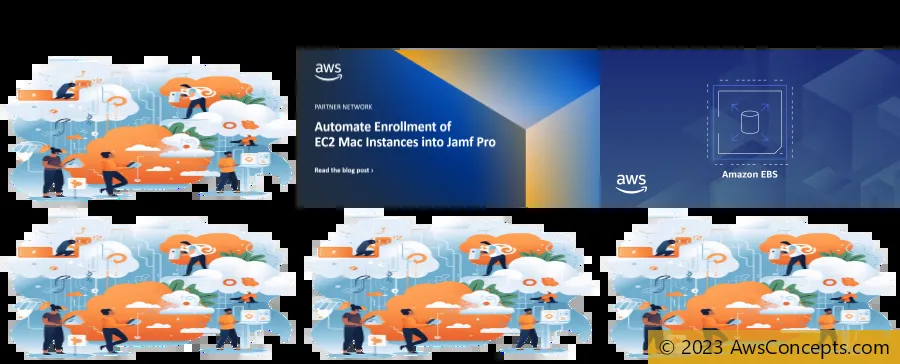 aws
PARTNER NETWORK
Automate Enrollment of
EC2 Mac Instances into Jamf Pro
Read the blog post ›
Amazon EBS
aws
© 2023 AwsConcepts.com